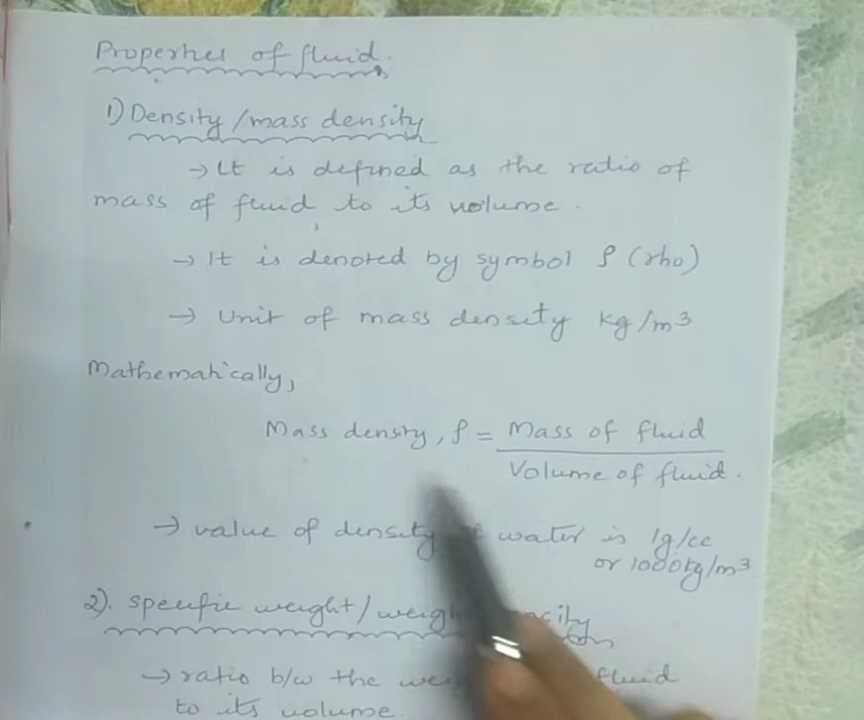 Properties of fluid.
1) Density / mass density
→ It is defined as the ratio of
mass of fluid to its volume.
→ It is denoted by symbol ρ (rho)
→ Unit of mass density kg/m³
Mathematically,
Mass density, ρ = Mass of fluid
Volume of fluid.
→ value of density water is 1g/cc
or 1000kg/m³
2). specific weight/
→ ratio b/w the fluid
to its volume.